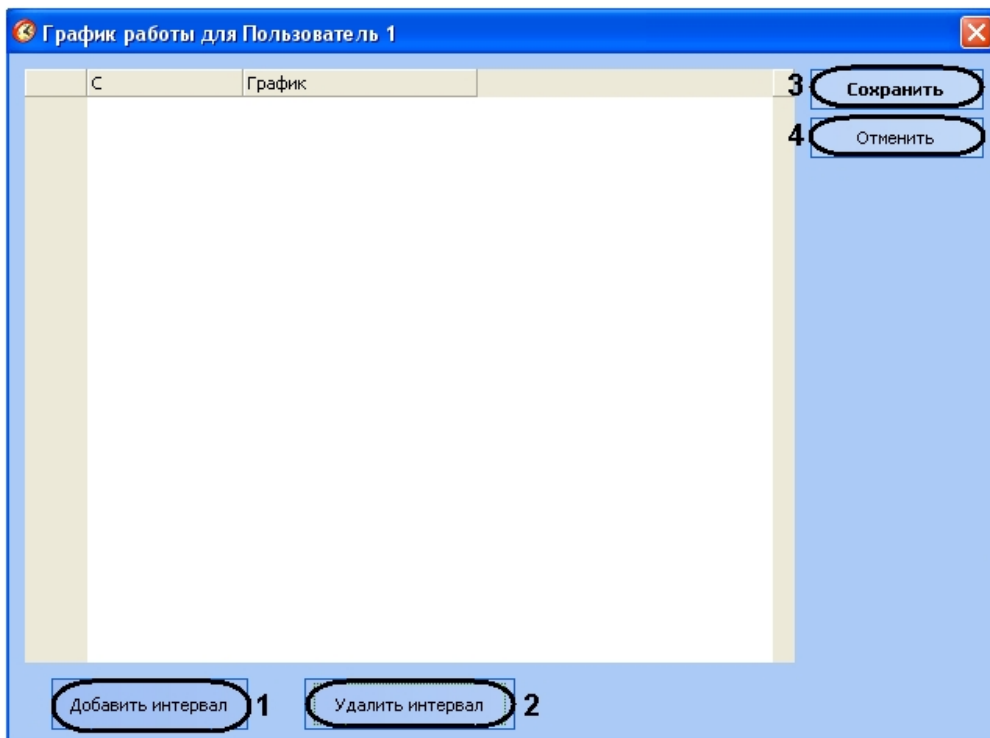 График работы для Пользователь 1
С График
3 Сохранить
4 Отменить
Добавить интервал 1 Удалить интервал 2